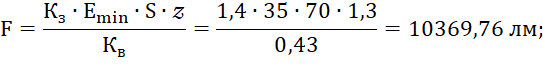 F = (К_з · E_min · S · z) / К_в = (1,4 · 35 · 70 · 1,3) / 0,43 = 10369,76 лм;